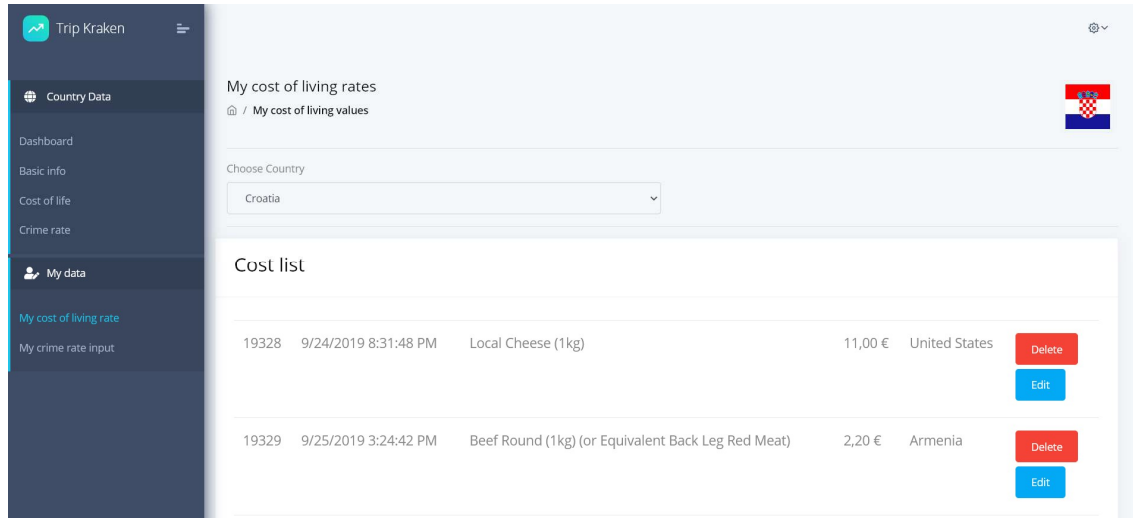 Trip Kraken
Country Data
Dashboard
Basic info
Cost of life
Crime rate
My data
My cost of living rate
My crime rate input
My cost of living rates
/ My cost of living values
Choose Country
Croatia
Cost list
19328 9/24/2019 8:31:48 PM Local Cheese (1kg) 11,00 € United States Delete
Edit
19329 9/25/2019 3:24:42 PM Beef Round (1kg) (or Equivalent Back Leg Red Meat) 2,20 € Armenia Delete
Edit